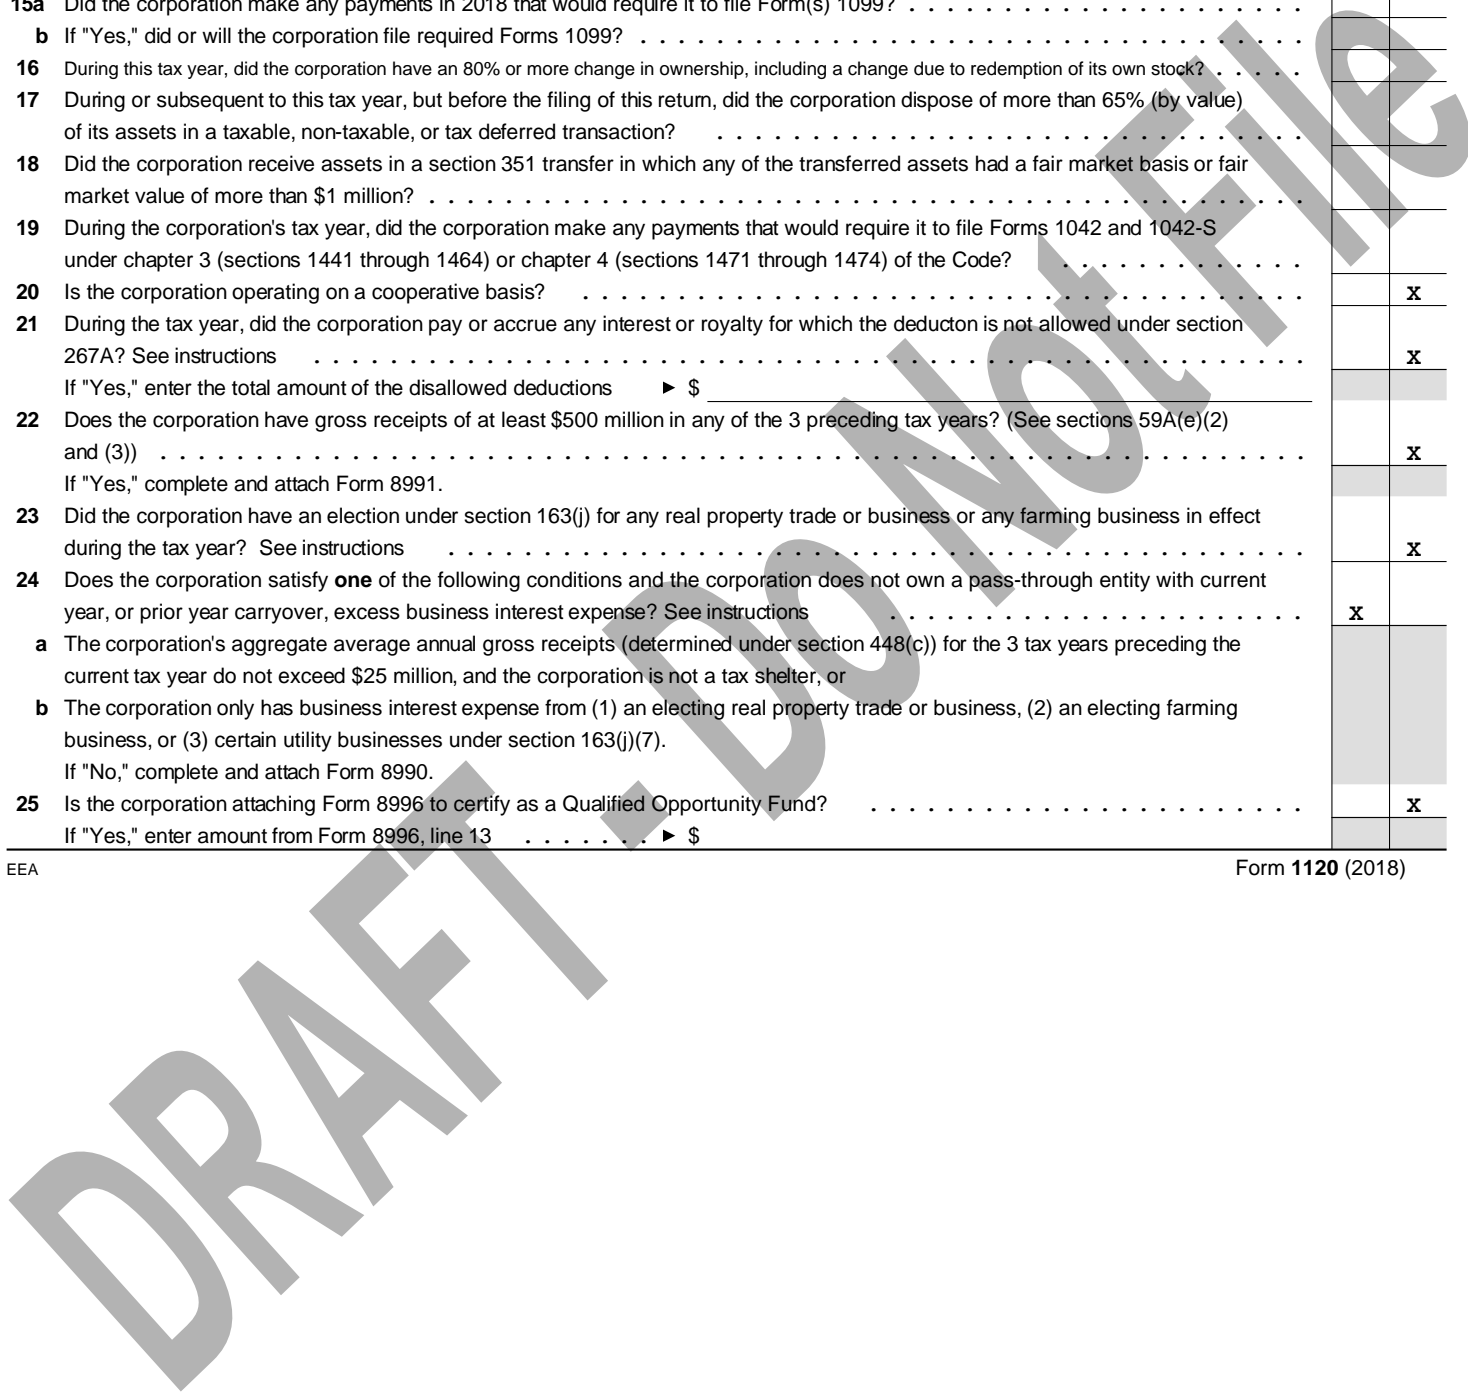 15a Did the corporation make any payments in 2018 that would require it to file Form(s) 1099? . . . . . . . . . . . . . . . . . . . . .
b If "Yes," did or will the corporation file required Forms 1099? . . . . . . . . . . . . . . . . . . . . . . . . . . . . . . . . . . .
16 During this tax year, did the corporation have an 80% or more change in ownership, including a change due to redemption of its own stock? . . . . .
17 During or subsequent to this tax year, but before the filing of this return, did the corporation dispose of more than 65% (by value)
of its assets in a taxable, non-taxable, or tax deferred transaction? . . . . . . . . . . . . . . . . . . . . . . . . . . . . . . .
18 Did the corporation receive assets in a section 351 transfer in which any of the transferred assets had a fair market basis or fair
market value of more than $1 million? . . . . . . . . . . . . . . . . . . . . . . . . . . . . . . . . . . . . . . . . . . . . . . .
19 During the corporation's tax year, did the corporation make any payments that would require it to file Forms 1042 and 1042-S
under chapter 3 (sections 1441 through 1464) or chapter 4 (sections 1471 through 1474) of the Code? . . . . . . . . . . . . . .
20 Is the corporation operating on a cooperative basis? . . . . . . . . . . . . . . . . . . . . . . . . . . . . . . . . . . . . . . X
21 During the tax year, did the corporation pay or accrue any interest or royalty for which the deducton is not allowed under section
267A? See instructions . . . . . . . . . . . . . . . . . . . . . . . . . . . . . . . . . . . . . . . . . . . . . . . . . . . . X
If "Yes," enter the total amount of the disallowed deductions ► $
22 Does the corporation have gross receipts of at least $500 million in any of the 3 preceding tax years? (See sections 59A(e)(2)
and (3)) . . . . . . . . . . . . . . . . . . . . . . . . . . . . . . . . . . . . . . . . . . . . . . . . . . . . . . . . . . . . X
If "Yes," complete and attach Form 8991.
23 Did the corporation have an election under section 163(j) for any real property trade or business or any farming business in effect
during the tax year? See instructions . . . . . . . . . . . . . . . . . . . . . . . . . . . . . . . . . . . . . . . . . . . . . X
24 Does the corporation satisfy one of the following conditions and the corporation does not own a pass-through entity with current
year, or prior year carryover, excess business interest expense? See instructions . . . . . . . . . . . . . . . . . . . . . . X
a The corporation's aggregate average annual gross receipts (determined under section 448(c)) for the 3 tax years preceding the
current tax year do not exceed $25 million, and the corporation is not a tax shelter, or
b The corporation only has business interest expense from (1) an electing real property trade or business, (2) an electing farming
business, or (3) certain utility businesses under section 163(j)(7).
If "No," complete and attach Form 8990.
25 Is the corporation attaching Form 8996 to certify as a Qualified Opportunity Fund? . . . . . . . . . . . . . . . . . . . . . . . X
If "Yes," enter amount from Form 8996, line 13 . . . . . . . ► $
EEA Form 1120 (2018)
DRAFT - Do Not File